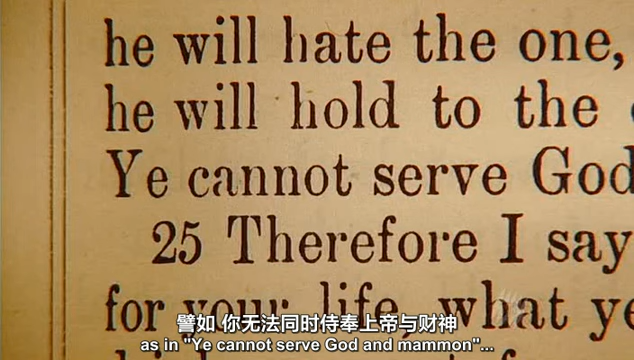 he will hate the one,
he will hold to the
Ye cannot serve God
25 Therefore I say
for your life, what ye
譬如 你无法同时侍奉上帝与财神
as in "Ye cannot serve God and mammon"...